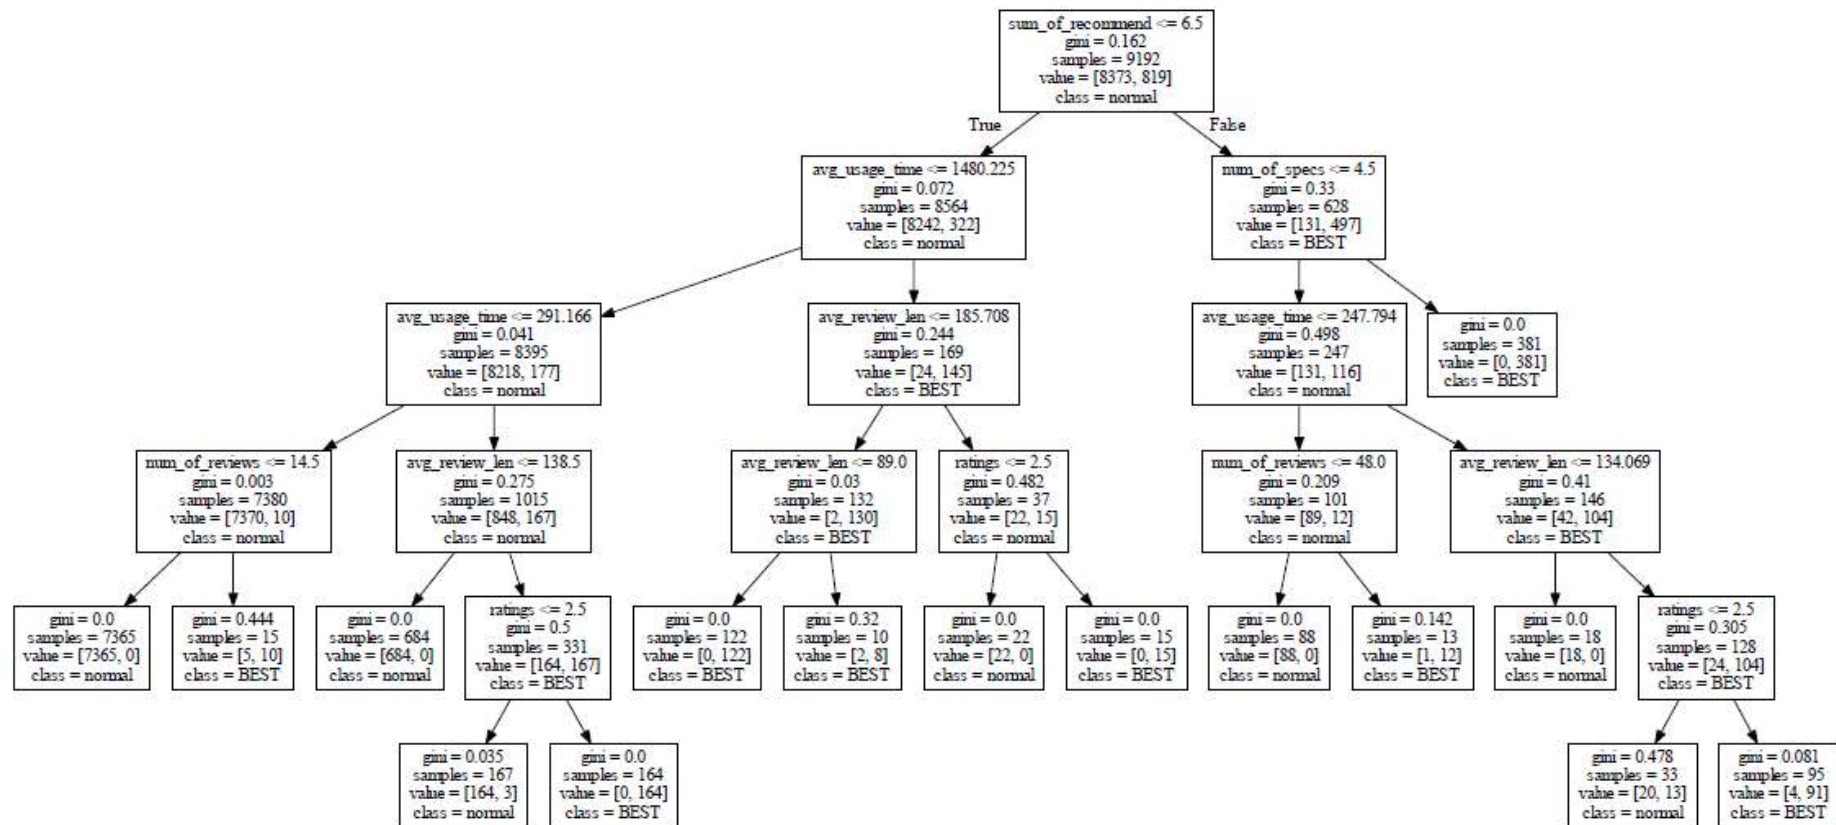 sum_of_recommend <= 6.5
gini = 0.162
samples = 9192
value = [8373, 819]
class = normal
True
False
avg_usage_time <= 1480.225
gini = 0.072
samples = 8564
value = [8242, 322]
class = normal
num_of_specs <= 4.5
gini = 0.33
samples = 628
value = [131, 497]
class = BEST
avg_usage_time <= 291.166
gini = 0.041
samples = 8395
value = [8218, 177]
class = normal
avg_review_len <= 185.708
gini = 0.244
samples = 169
value = [24, 145]
class = BEST
avg_usage_time <= 247.794
gini = 0.498
samples = 247
value = [131, 116]
class = normal
gini = 0.0
samples = 381
value = [0, 381]
class = BEST
num_of_reviews <= 14.5
gini = 0.003
samples = 7380
value = [7370, 10]
class = normal
avg_review_len <= 138.5
gini = 0.275
samples = 1015
value = [848, 167]
class = normal
avg_review_len <= 89.0
gini = 0.03
samples = 132
value = [2, 130]
class = BEST
ratings <= 2.5
gini = 0.482
samples = 37
value = [22, 15]
class = normal
num_of_reviews <= 48.0
gini = 0.209
samples = 101
value = [89, 12]
class = normal
avg_review_len <= 134.069
gini = 0.41
samples = 146
value = [42, 104]
class = BEST
gini = 0.0
samples = 7365
value = [7365, 0]
class = normal
gini = 0.444
samples = 15
value = [5, 10]
class = BEST
gini = 0.0
samples = 684
value = [684, 0]
class = normal
ratings <= 2.5
gini = 0.5
samples = 331
value = [164, 167]
class = BEST
gini = 0.0
samples = 122
value = [0, 122]
class = BEST
gini = 0.32
samples = 10
value = [2, 8]
class = BEST
gini = 0.0
samples = 22
value = [22, 0]
class = normal
gini = 0.0
samples = 15
value = [0, 15]
class = BEST
gini = 0.0
samples = 88
value = [88, 0]
class = normal
gini = 0.142
samples = 13
value = [1, 12]
class = BEST
gini = 0.0
samples = 18
value = [18, 0]
class = normal
ratings <= 2.5
gini = 0.305
samples = 128
value = [24, 104]
class = BEST
gini = 0.035
samples = 167
value = [164, 3]
class = normal
gini = 0.0
samples = 164
value = [0, 164]
class = BEST
gini = 0.478
samples = 33
value = [20, 13]
class = normal
gini = 0.081
samples = 95
value = [4, 91]
class = BEST